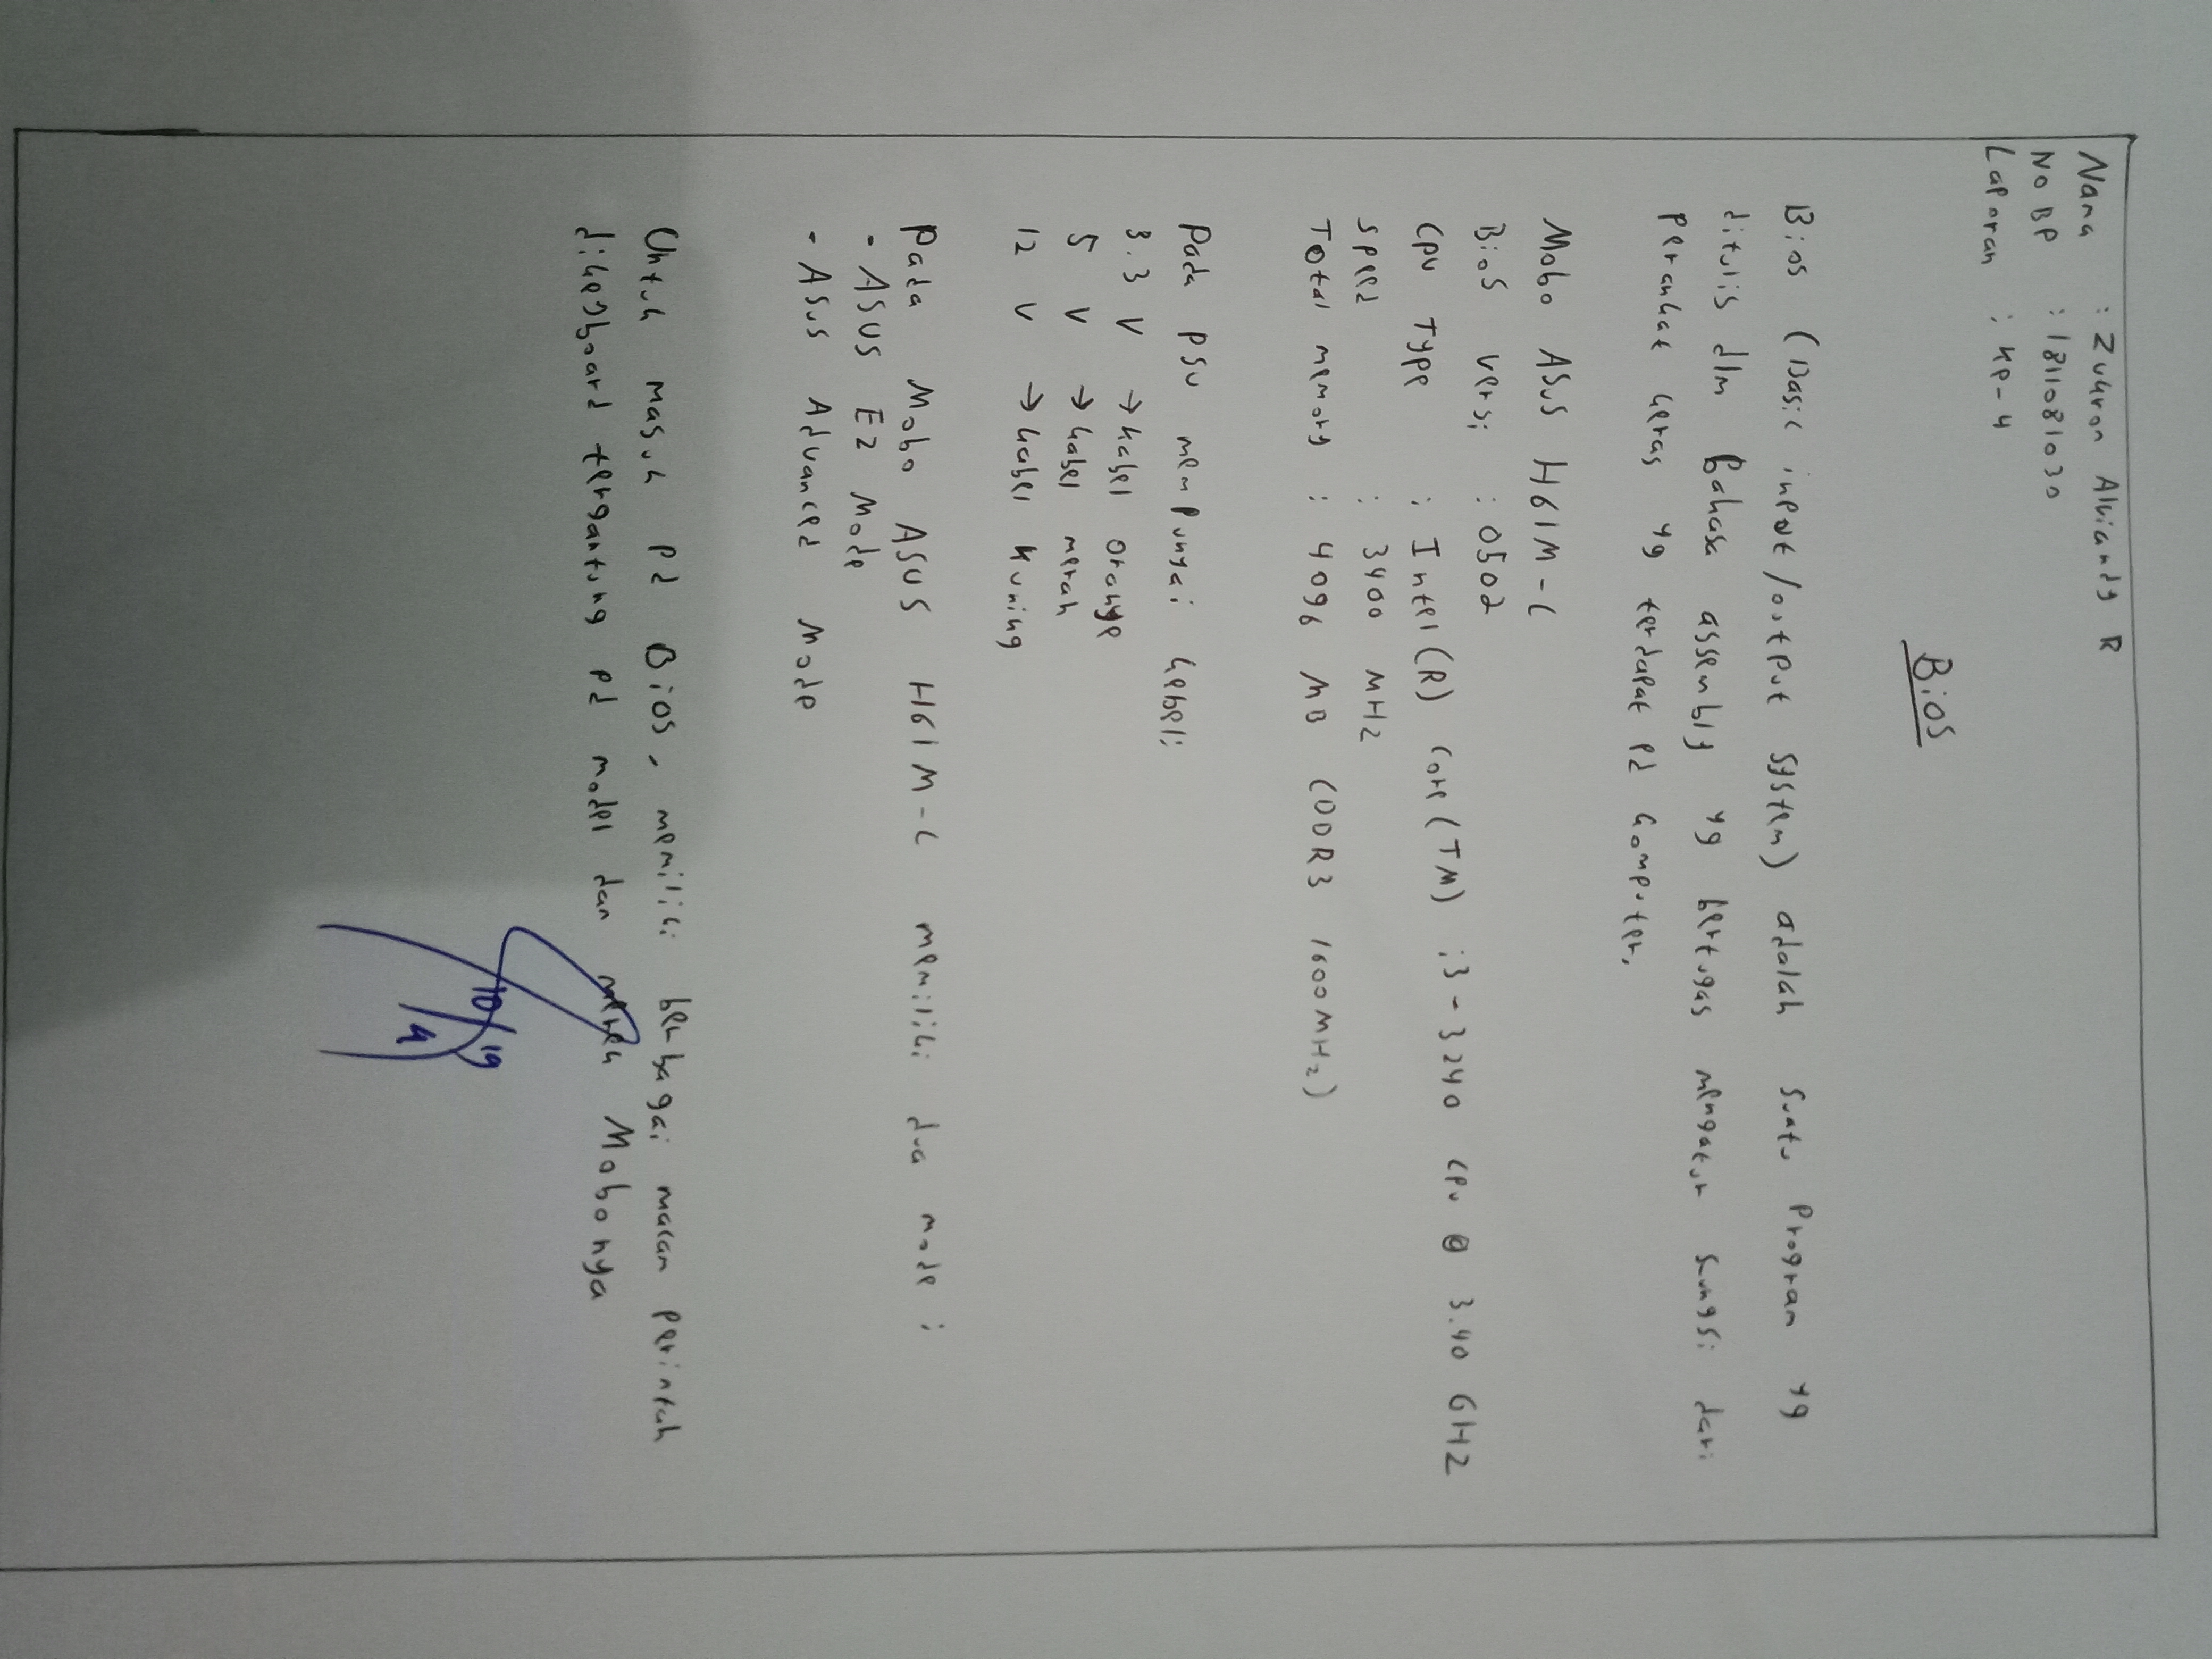 Nama : Zukron Alviandy R
No BP : 1811081030
Laporan : KP-4
BiOS
Bios (Basic input/output system) adalah suatu Program yg
ditulis dlm Bahasa assembly yg bertugas mengatur fungsi dari
perankat keras yg terdapat pd komputer.
Mobo ASUS H61M-C
BioS versi : 0502
CPU Type : Intel(R) Core(TM) i3-3240 CPU @ 3.40 GHZ
speed : 3400 MHZ
Total memory : 4096 MB (DDR3 1600MHz)
Pada PSU mempunyai kebel:
3.3 V → kabel orange
5 V → kabel merah
12 V → kabel Kuning
Pada Mobo ASUS H61M-C memiliki dua mode :
- ASUS EZ Mode
- ASUS Advanced Mode
Untuk masuk Pd BiOS, memiliki berbagai macam perintah
dikeyboard tergantung pd model dan merek Mobonya
10/4 19